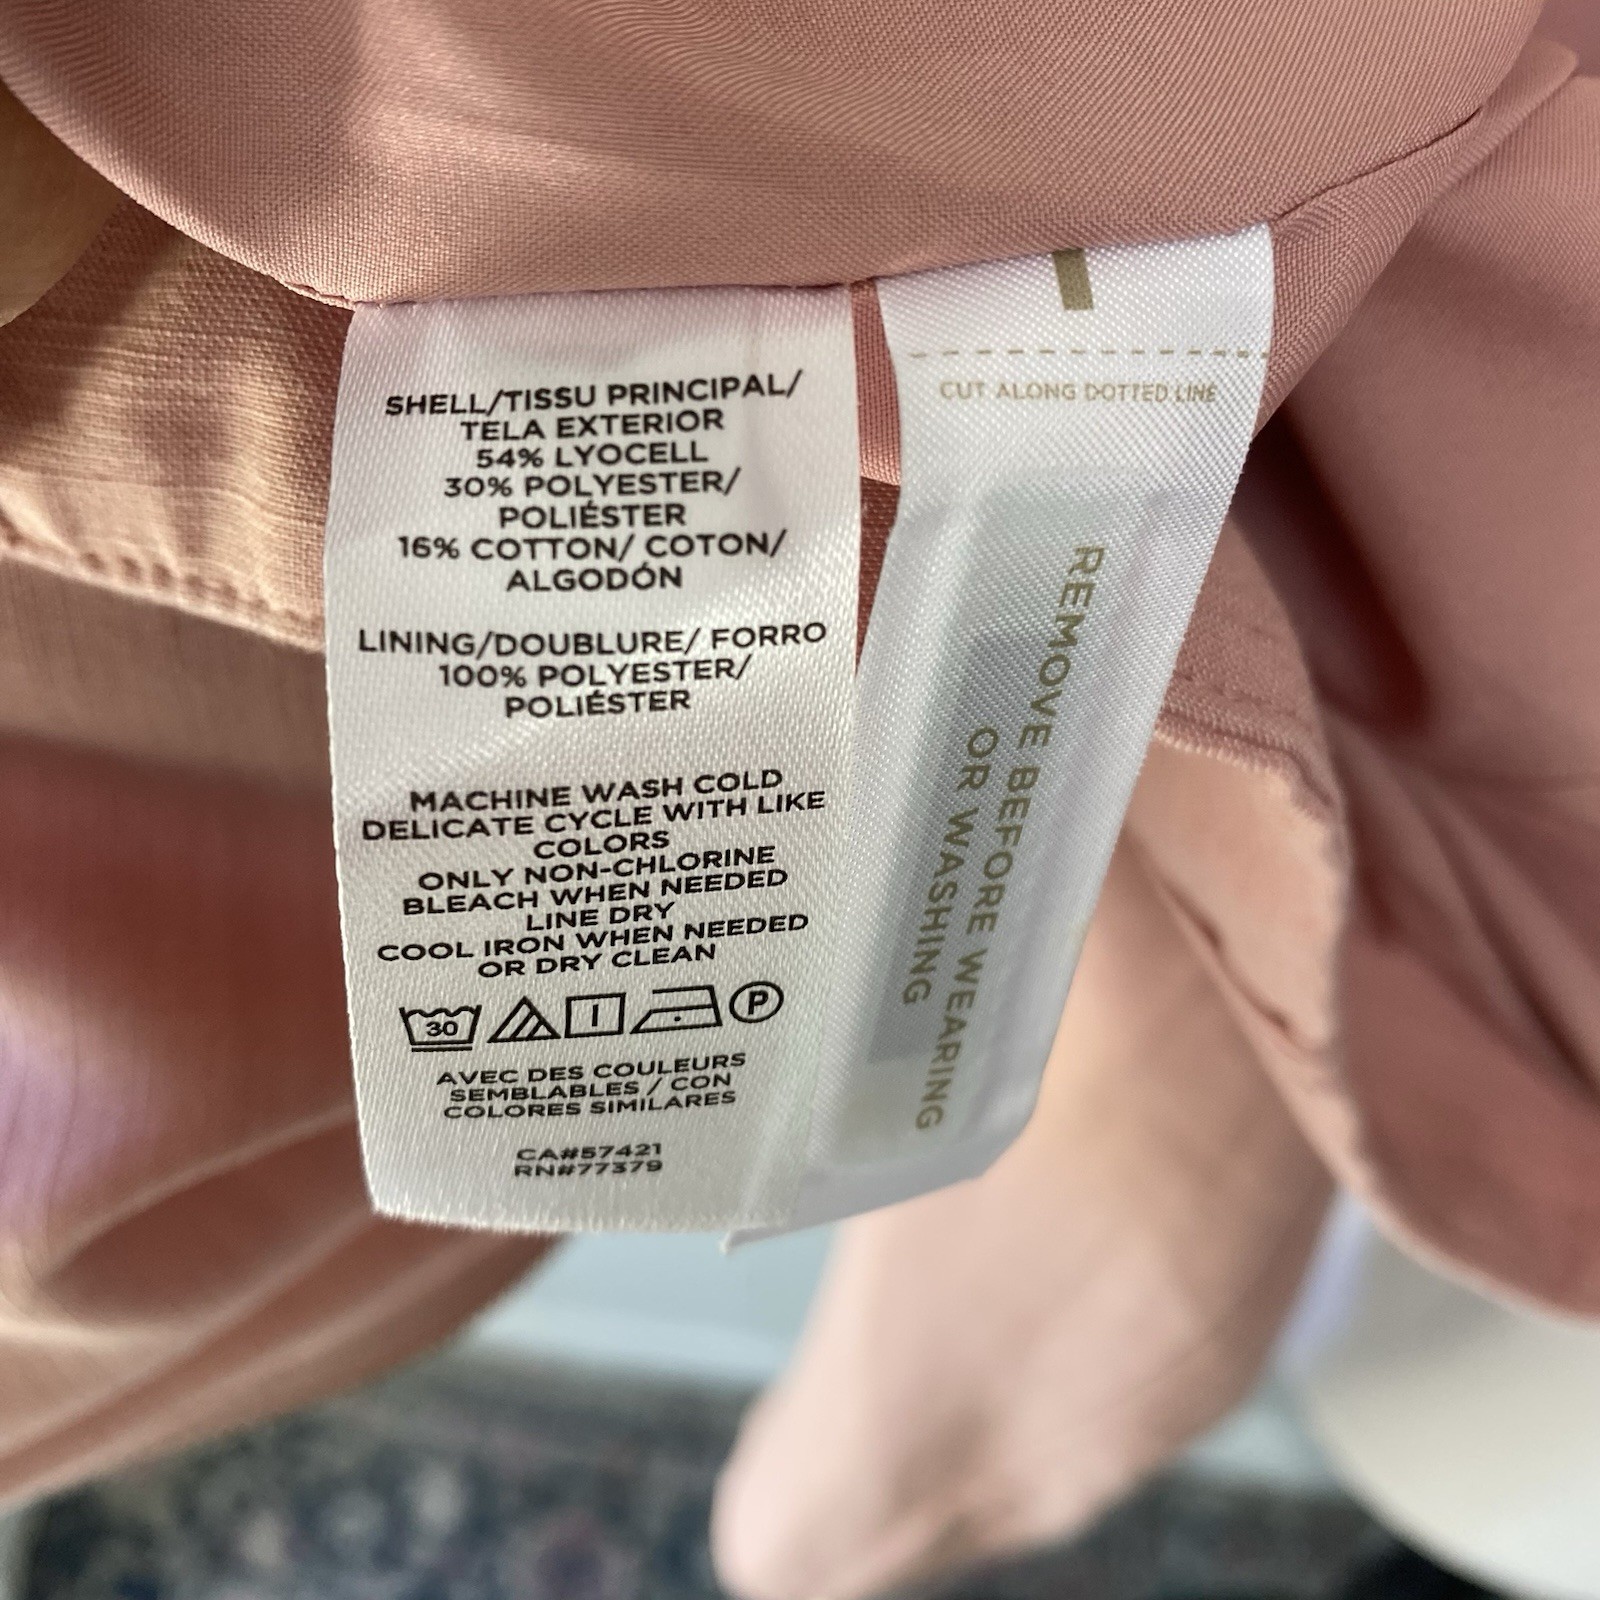 SHELL/TISSU PRINCIPAL/
TELA EXTERIOR
54% LYOCELL
30% POLYESTER/
POLIÉSTER
16% COTTON/ COTON/
ALGODÓN
LINING/DOUBLURE/ FORRO
100% POLYESTER/
POLIÉSTER
MACHINE WASH COLD
DELICATE CYCLE WITH LIKE
COLORS
ONLY NON-CHLORINE
BLEACH WHEN NEEDED
LINE DRY
COOL IRON WHEN NEEDED
OR DRY CLEAN
30 P
AVEC DES COULEURS
SEMBLABLES / CON
COLORES SIMILARES
CA#57421
RN#77379
CUT ALONG DOTTED LINE
REMOVE BEFORE WEARING
OR WASHING